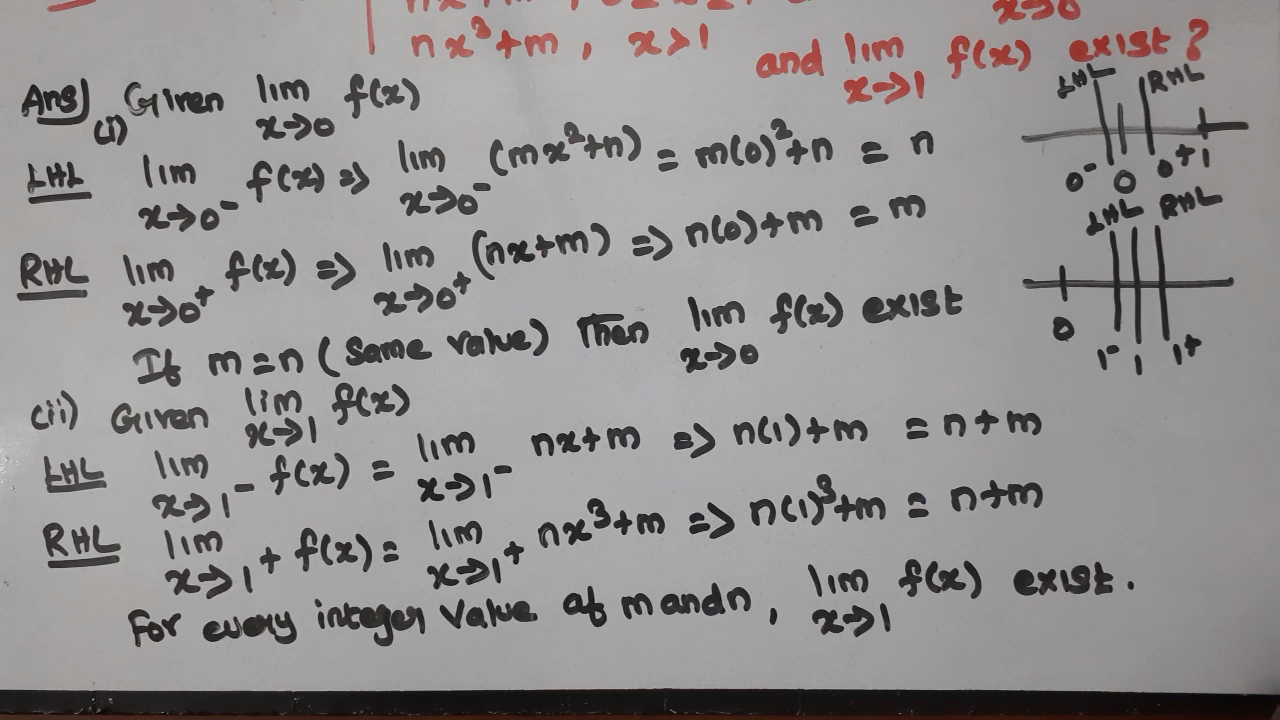 nx³+m , x>1
x→0
and lim f(x) exist?
x→1
Ans) (i) Given lim f(x)
x→0
LHL lim f(x) ⇒ lim (mx²+n) = m(0)²+n = n
x→0⁻ x→0⁻
RHL lim f(x) ⇒ lim (nx+m) ⇒ n(0)+m = m
x→0⁺ x→0⁺
If m=n (Same value) Then lim f(x) exist
x→0
(ii) Given lim f(x)
x→1
LHL lim f(x) = lim nx+m ⇒ n(1)+m = n+m
x→1⁻ x→1⁻
RHL lim f(x) = lim nx³+m ⇒ n(1)³+m = n+m
x→1⁺ x→1⁺
For every integer value of m and n, lim f(x) exist.
x→1
LHL RHL
0⁻ 0 0⁺ 1
LHL RHL
0 1⁻ 1 1⁺